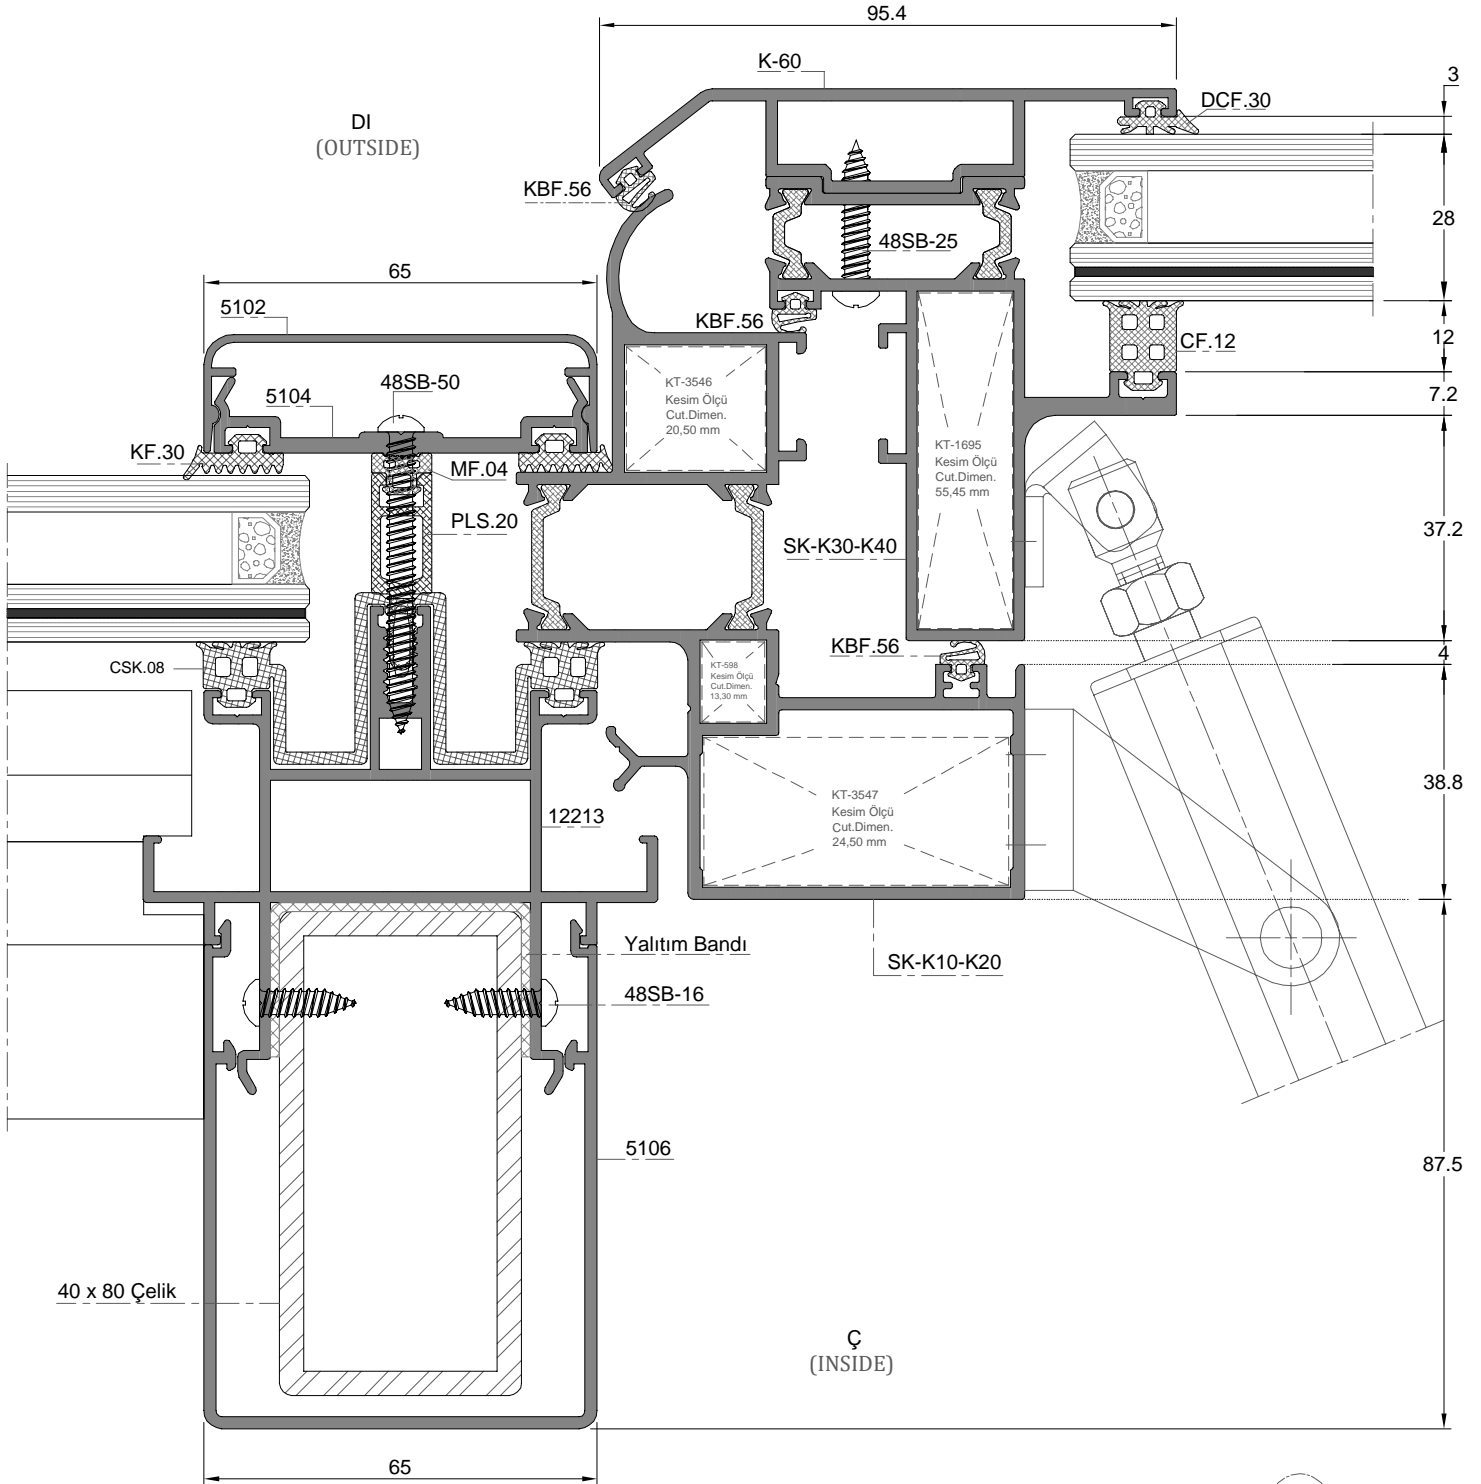 95.4
K-60
3
DCF.30
DI
(OUTSIDE)
KBF.56
48SB-25
28
65
5102
KBF.56
CF.12
12
48SB-50
KT-3546
Kesim Ölçü
Cut.Dimen.
20,50 mm
5104
7.2
KT-1695
Kesim Ölçü
Cut.Dimen.
55,45 mm
KF.30
MF.04
PLS.20
SK-K30-K40
37.2
CSK.08
KBF.56
4
KT-598
Kesim Ölçü
Cut.Dimen.
13,30 mm
KT-3547
Kesim Ölçü
Cut.Dimen.
24,50 mm
38.8
12213
Yalıtım Bandı
SK-K10-K20
48SB-16
5106
87.5
40 x 80 Çelik
Ç
(INSIDE)
65